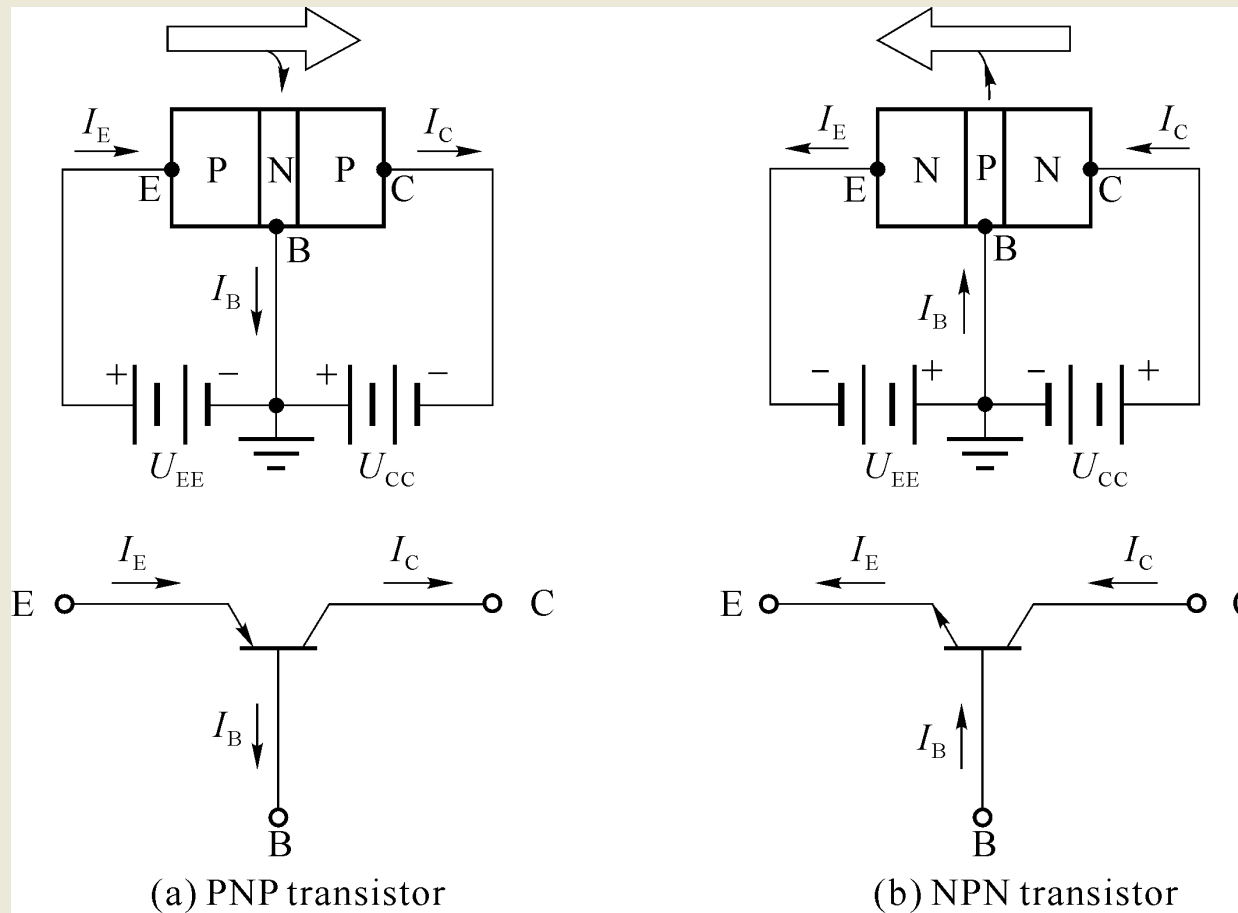 I_E I_C
P N P
E C
B
I_B
+ - + -
U_EE U_CC
I_E I_C
E C
I_B
B
(a) PNP transistor
I_E I_C
N P N
E C
B
I_B
- + - +
U_EE U_CC
I_E I_C
E
I_B
B
(b) NPN transistor